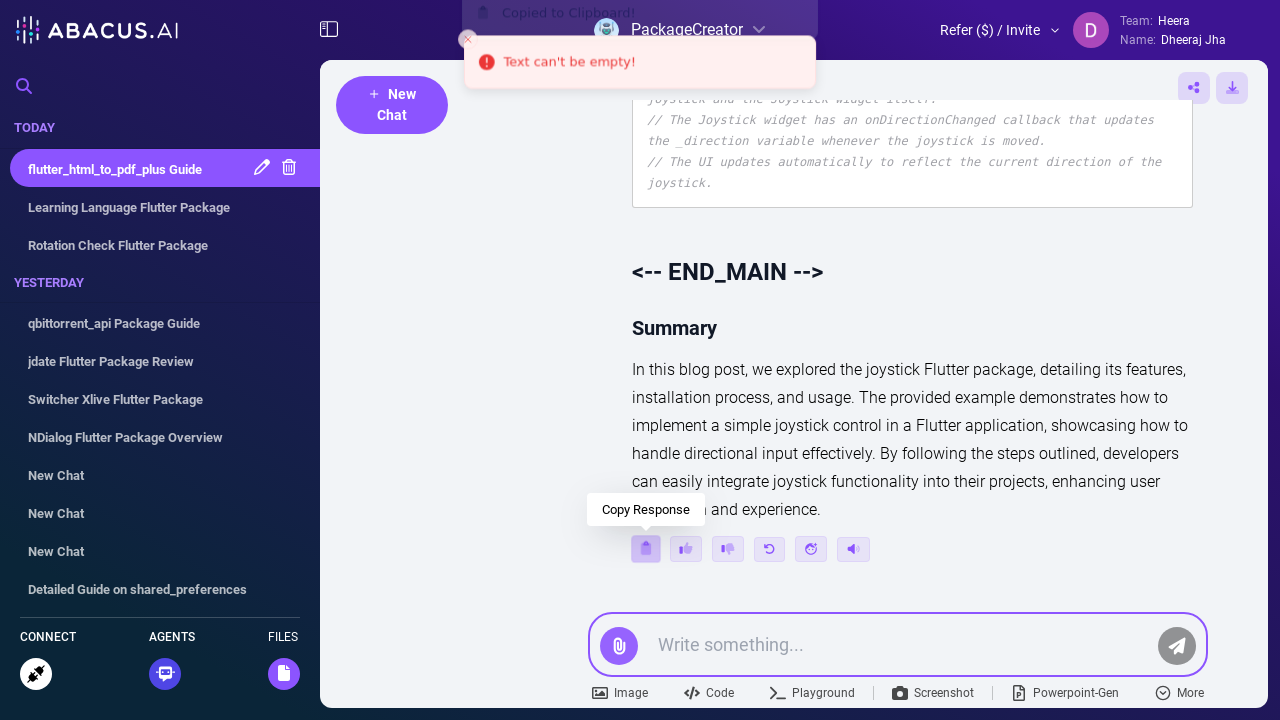 ABACUS.AI
Copied to Clipboard!
PackageCreator
Text can't be empty!
Refer ($) / Invite
D
Team: Heera
Name: Dheeraj Jha
+ New Chat
TODAY
flutter_html_to_pdf_plus Guide
Learning Language Flutter Package
Rotation Check Flutter Package
YESTERDAY
qbittorrent_api Package Guide
jdate Flutter Package Review
Switcher Xlive Flutter Package
NDialog Flutter Package Overview
New Chat
New Chat
New Chat
Detailed Guide on shared_preferences
CONNECT
AGENTS
FILES
joystick and the Joystick widget itself.
// The Joystick widget has an onDirectionChanged callback that updates
the _direction variable whenever the joystick is moved.
// The UI updates automatically to reflect the current direction of the
joystick.
<-- END_MAIN -->
Summary
In this blog post, we explored the joystick Flutter package, detailing its features,
installation process, and usage. The provided example demonstrates how to
implement a simple joystick control in a Flutter application, showcasing how to
handle directional input effectively. By following the steps outlined, developers
can easily integrate joystick functionality into their projects, enhancing user
and experience.
Copy Response
Write something...
Image
Code
Playground
Screenshot
Powerpoint-Gen
More